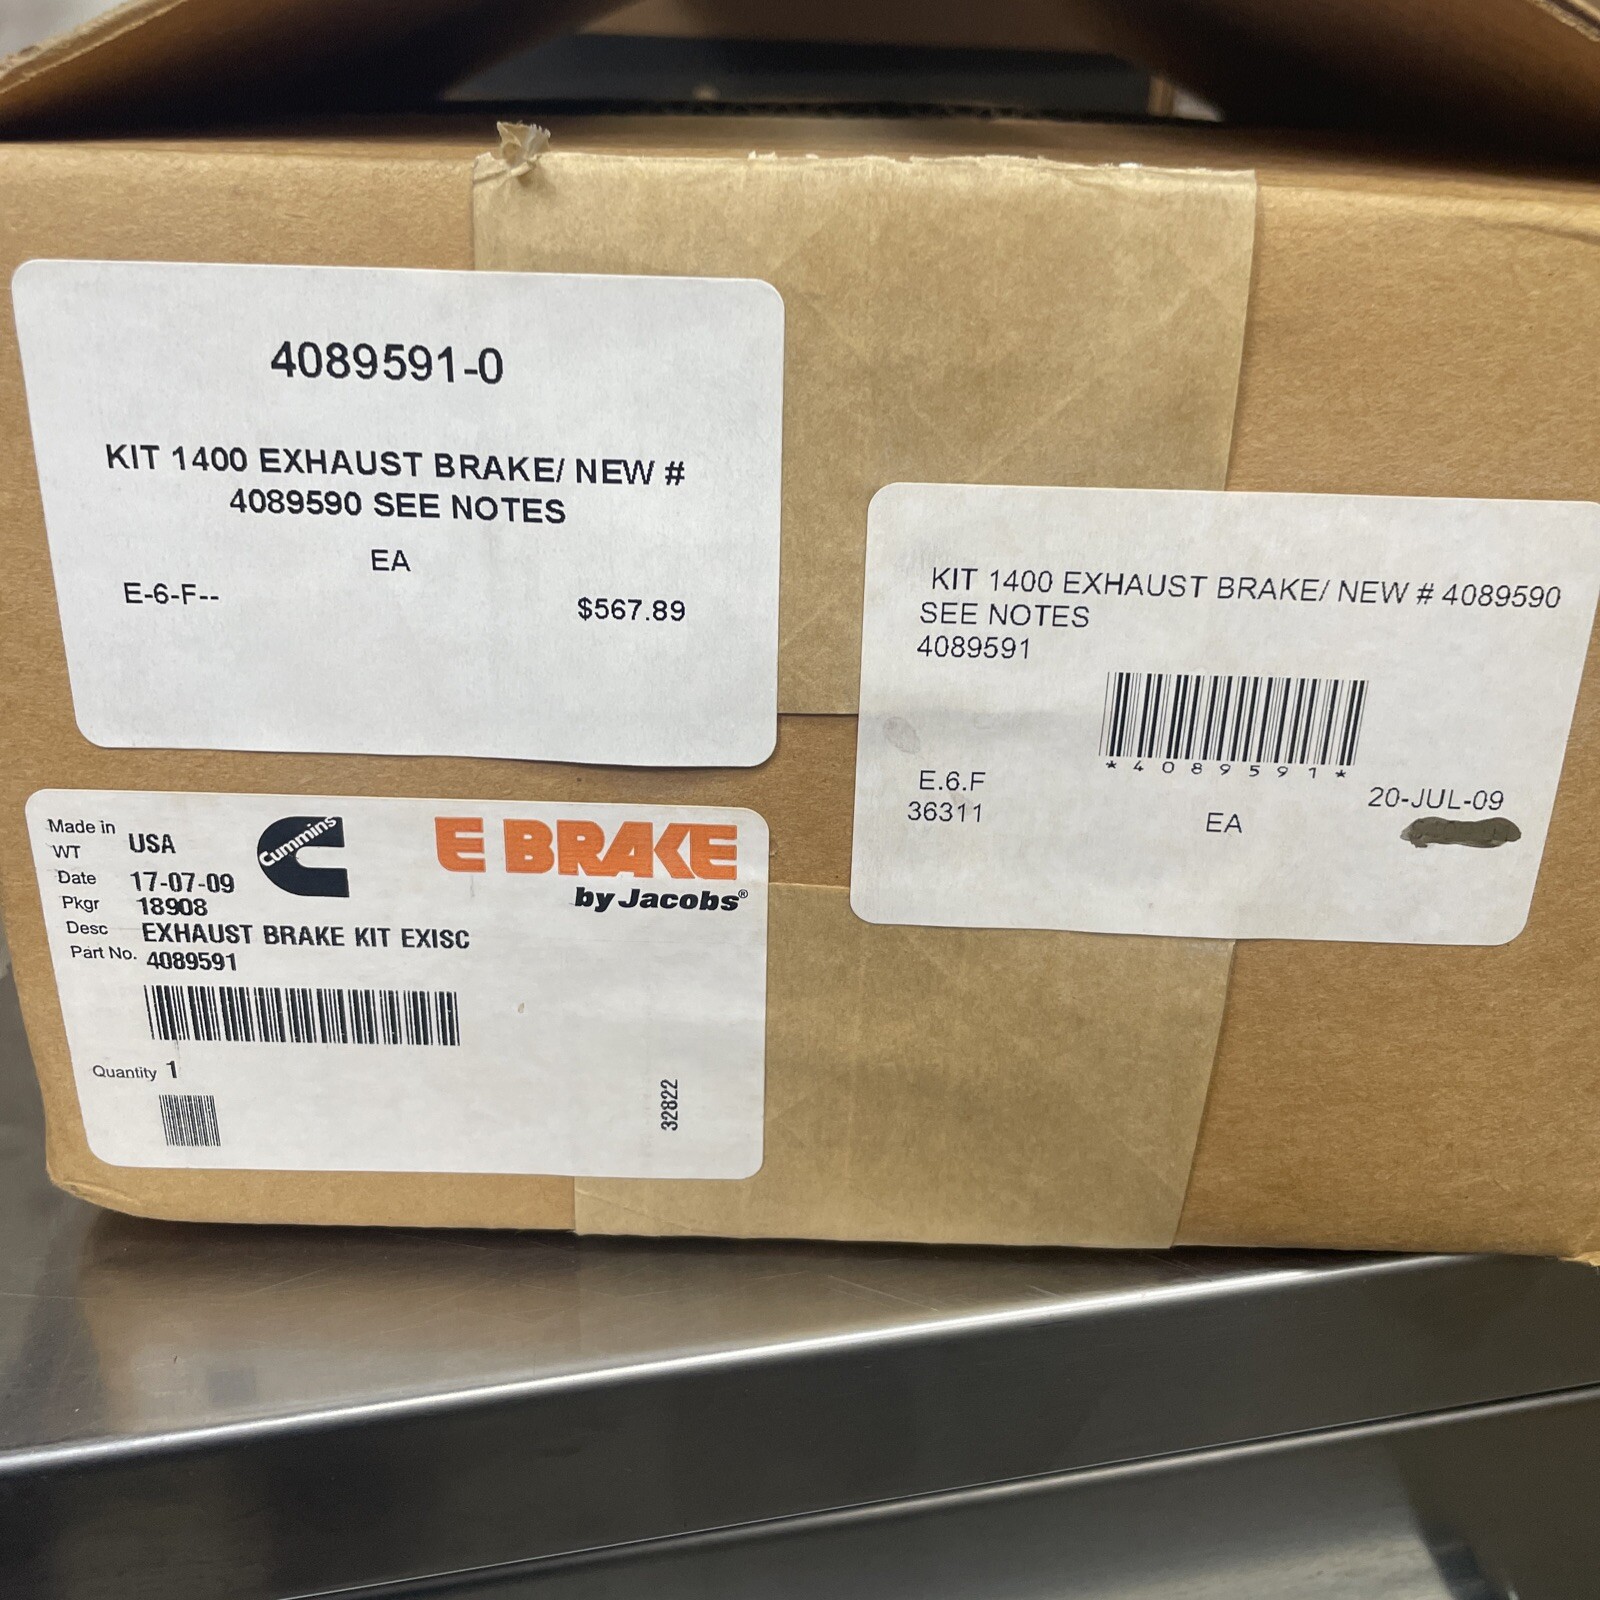 4089591-0
KIT 1400 EXHAUST BRAKE/ NEW #
4089590 SEE NOTES
EA
E-6-F--
$567.89
KIT 1400 EXHAUST BRAKE/ NEW # 4089590
SEE NOTES
4089591
*4089591*
E.6.F
36311
EA
20-JUL-09
Made in USA
WT
Date 17-07-09
Pkgr 18908
Desc EXHAUST BRAKE KIT EXISC
Part No. 4089591
Quantity 1
Cummins
E BRAKE
by Jacobs®
32822